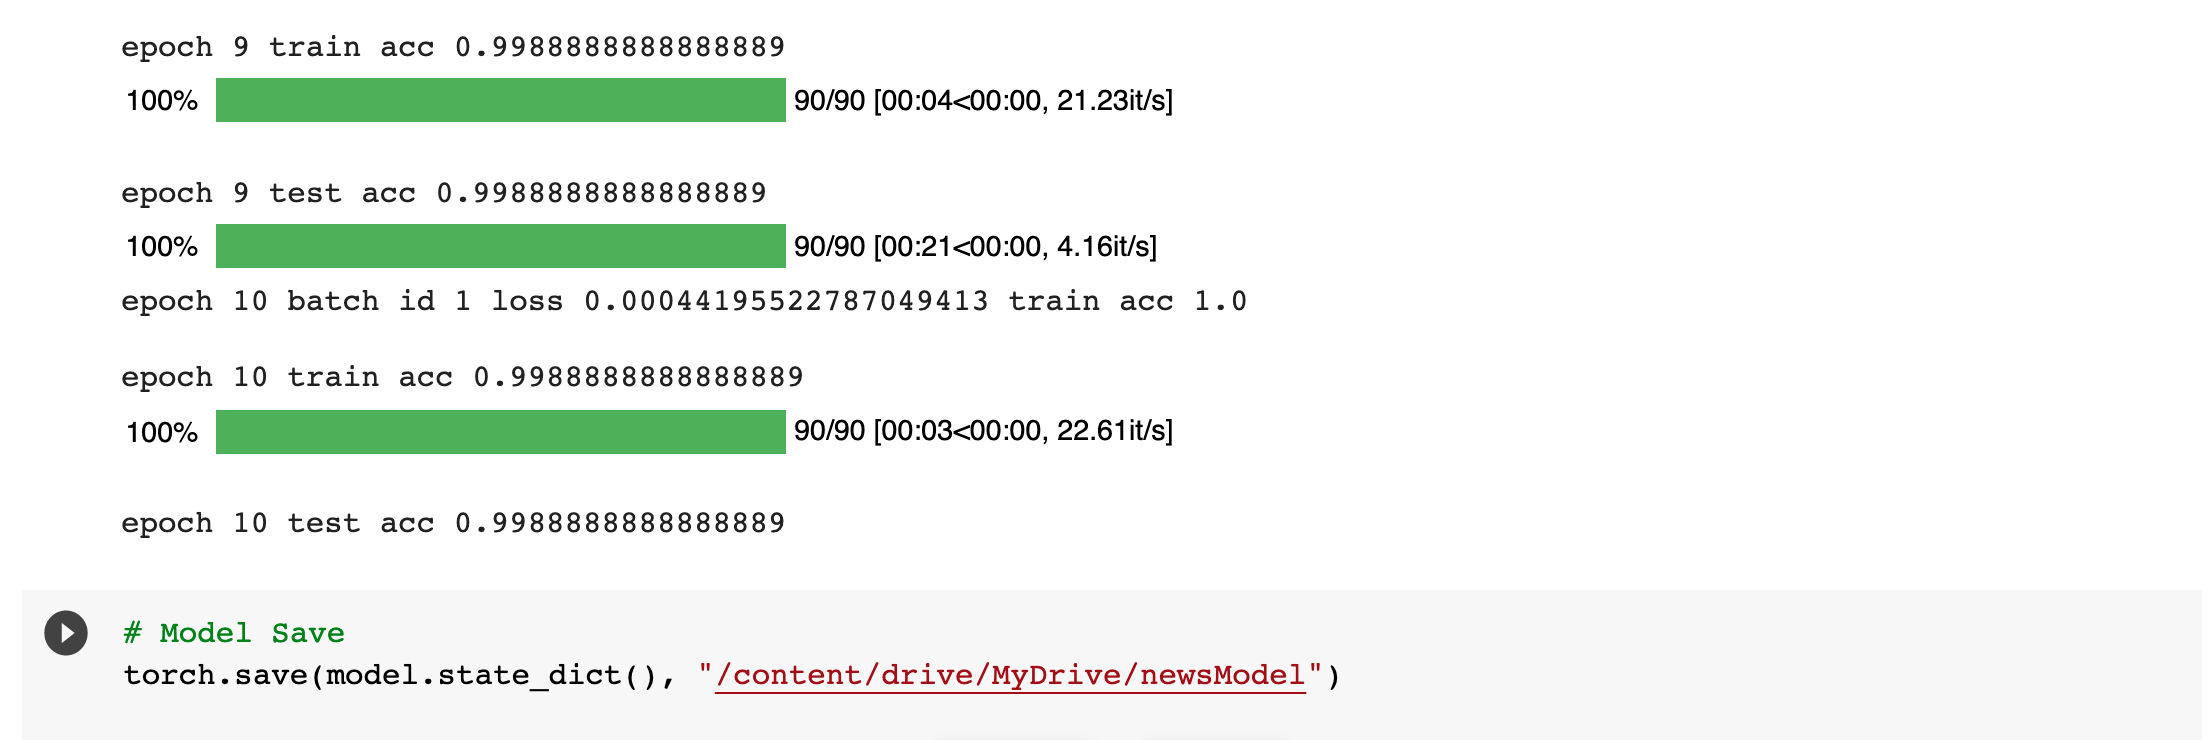 epoch 9 train acc 0.9988888888888889
100% 90/90 [00:04<00:00, 21.23it/s]
epoch 9 test acc 0.9988888888888889
100% 90/90 [00:21<00:00, 4.16it/s]
epoch 10 batch id 1 loss 0.00044195522787049413 train acc 1.0
epoch 10 train acc 0.9988888888888889
100% 90/90 [00:03<00:00, 22.61it/s]
epoch 10 test acc 0.9988888888888889
# Model Save
torch.save(model.state_dict(), "/content/drive/MyDrive/newsModel")